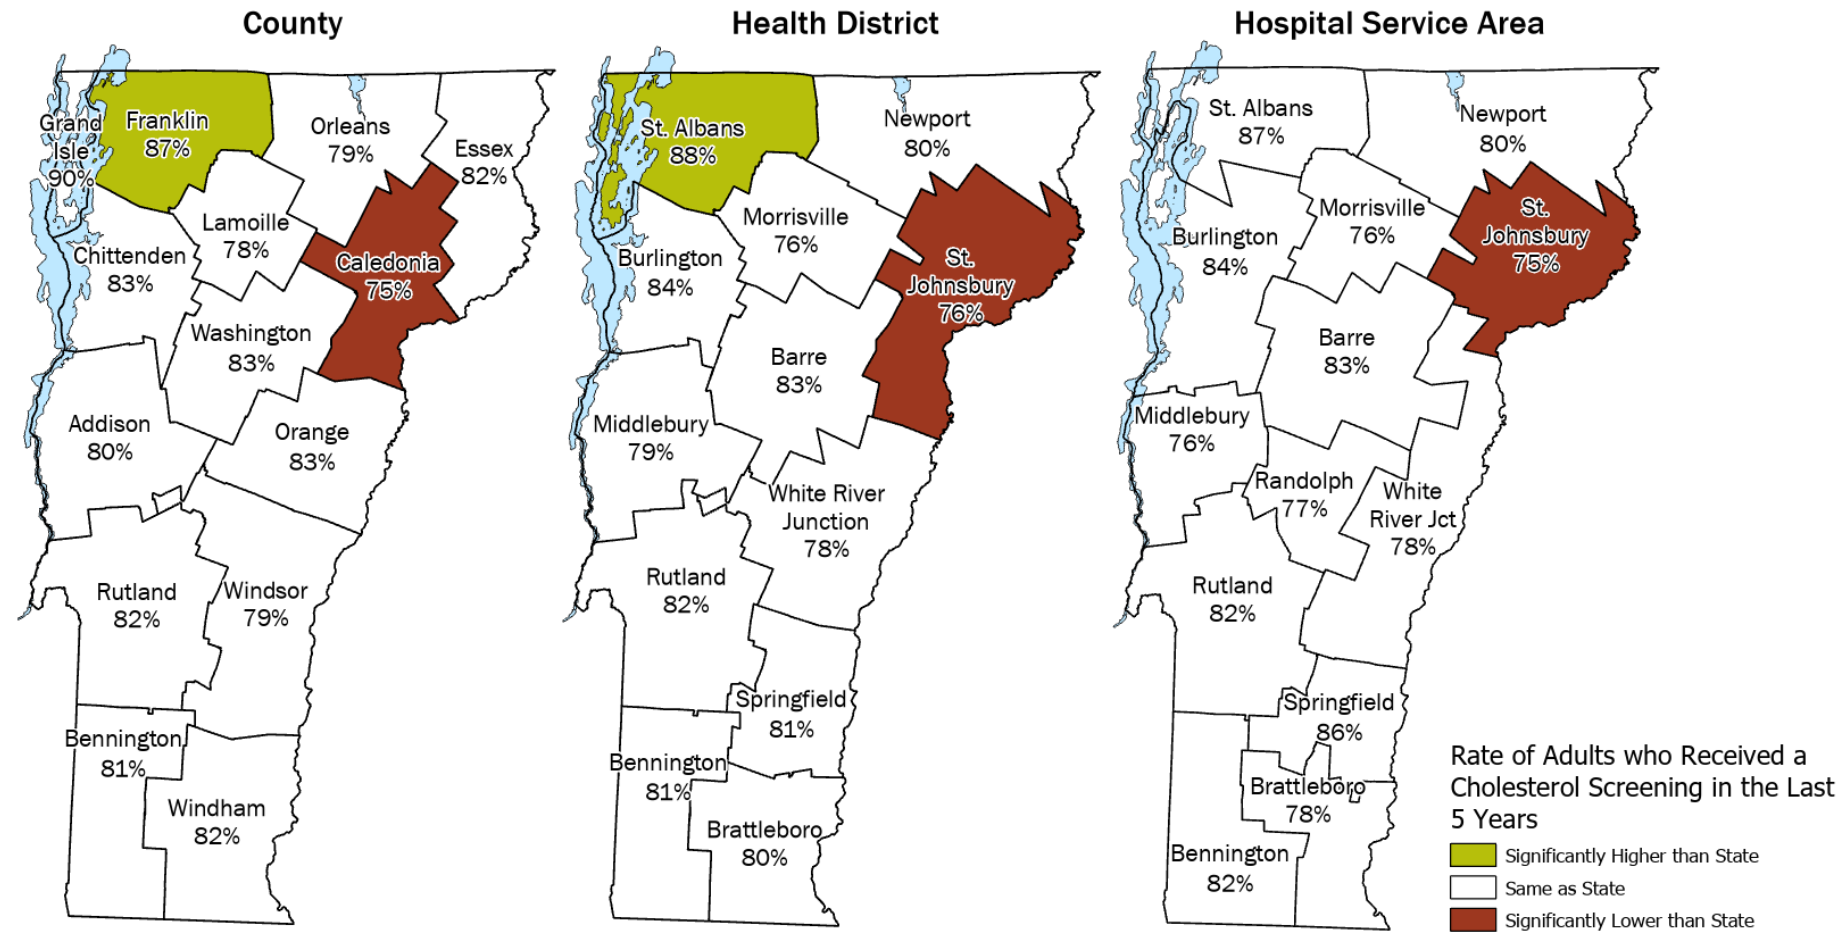 County
Health District
Hospital Service Area
Grand
Isle
90%
Franklin
87%
Orleans
79%
Essex
82%
Lamoille
78%
Caledonia
75%
Chittenden
83%
Washington
83%
Addison
80%
Orange
83%
Rutland
82%
Windsor
79%
Bennington
81%
Windham
82%
St. Albans
88%
Newport
80%
Morrisville
76%
Burlington
84%
St.
Johnsbury
76%
Barre
83%
Middlebury
79%
White River
Junction
78%
Rutland
82%
Springfield
81%
Bennington
81%
Brattleboro
80%
St. Albans
87%
Newport
80%
Morrisville
76%
St.
Johnsbury
75%
Burlington
84%
Barre
83%
Middlebury
76%
Randolph
77%
White
River Jct
78%
Rutland
82%
Springfield
86%
Brattleboro
78%
Bennington
82%
Rate of Adults who Received a
Cholesterol Screening in the Last
5 Years
Significantly Higher than State
Same as State
Significantly Lower than State